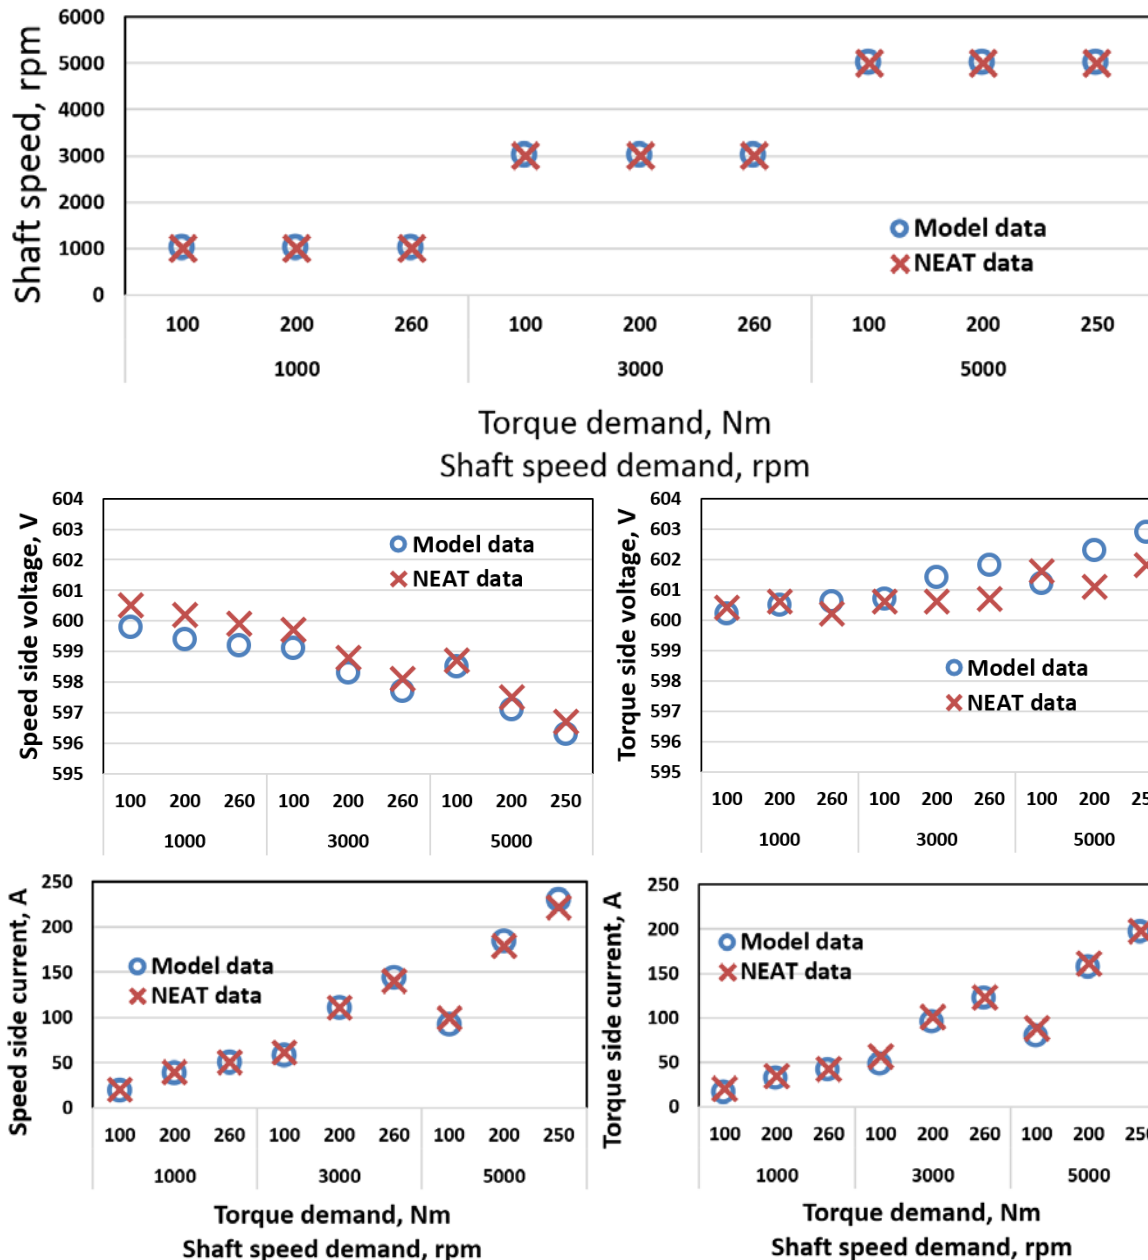 Shaft speed, rpm
6000
5000
4000
3000
2000
1000
0
Model data
NEAT data
100 200 260 100 200 260 100 200 250
1000 3000 5000
Torque demand, Nm
Shaft speed demand, rpm
Speed side voltage, V
604
603
602
601
600
599
598
597
596
595
Model data
NEAT data
100 200 260 100 200 260 100 200 250
1000 3000 5000
Torque side voltage, V
604
603
602
601
600
599
598
597
596
595
Model data
NEAT data
100 200 260 100 200 260 100 200 25
1000 3000 5000
Speed side current, A
250
200
150
100
50
0
Model data
NEAT data
100 200 260 100 200 260 100 200 250
1000 3000 5000
Torque demand, Nm
Shaft speed demand, rpm
Torque side current, A
250
200
150
100
50
0
Model data
NEAT data
100 200 260 100 200 260 100 200 250
1000 3000 5000
Torque demand, Nm
Shaft speed demand, rpm